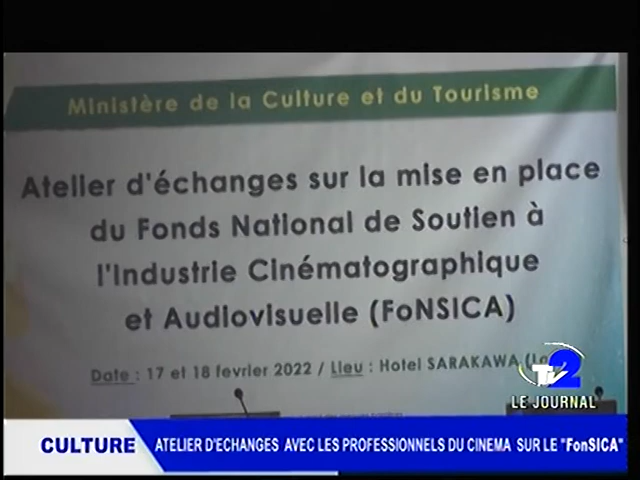 Ministère de la Culture et du Tourisme
Atelier d'échanges sur la mise en place
du Fonds National de Soutien à
l'Industrie Cinématographique
et Audiovisuelle (FoNSICA)
Date : 17 et 18 fevrier 2022 / Lieu : Hotel SARAKAWA
TV2
LE JOURNAL
CULTURE
ATELIER D'ECHANGES AVEC LES PROFESSIONNELS DU CINEMA SUR LE "FonSICA"